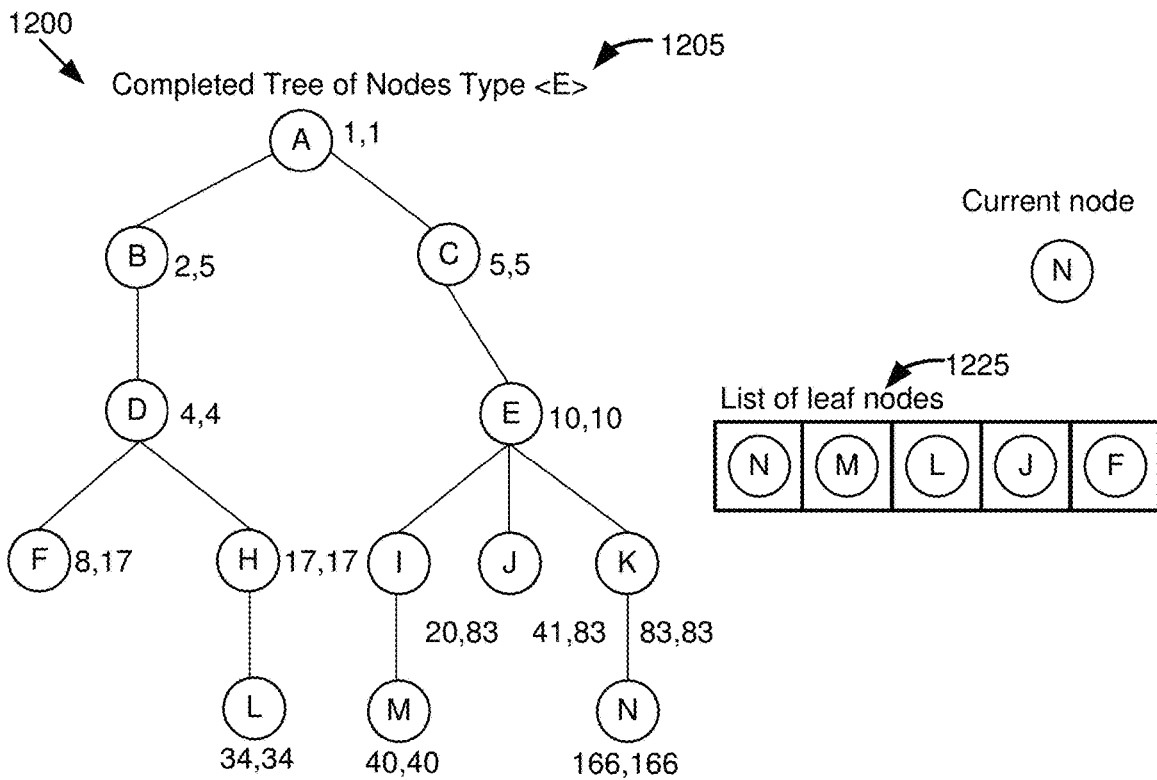 1200
1205
Completed Tree of Nodes Type <E>
A 1,1
Current node
N
B 2,5
C 5,5
1225
List of leaf nodes
D 4,4
E 10,10
N M L J F
F 8,17
H 17,17
I
J
K
20,83
41,83
83,83
L
M
N
34,34
40,40
166,166